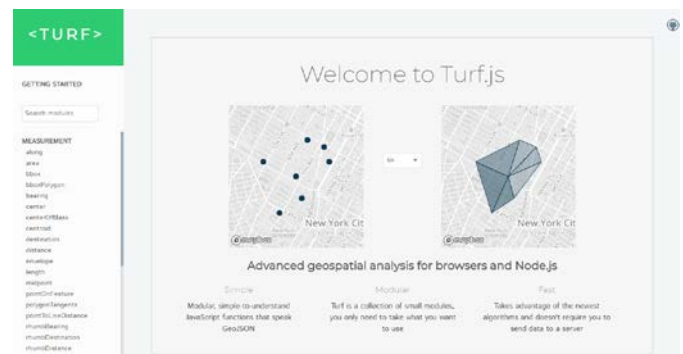 <TURF>
GETTING STARTED
Search modules
MEASUREMENT
along
area
bbox
bboxPolygon
bearing
center
centerOfMass
centroid
destination
distance
envelope
length
midpoint
pointOnFeature
polygonTangents
pointToLineDistance
rhumbBearing
rhumbDestination
rhumbDistance
Welcome to Turf.js
tin
New York Cit
mapbox
New York Cit
mapbox
Advanced geospatial analysis for browsers and Node.js
Simple
Modular, simple-to-understand
JavaScript functions that speak
GeoJSON
Modular
Turf is a collection of small modules,
you only need to take what you want
to use
Fast
Takes advantage of the newest
algorithms and doesn't require you to
send data to a server